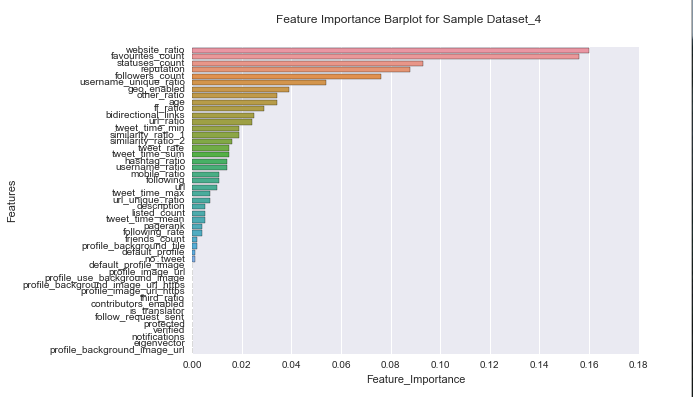 Feature Importance Barplot for Sample Dataset_4
website_ratio
favourites_count
statuses_count
reputation
followers_count
username_unique_ratio
geo_enabled
other_ratio
age
ff_ratio
bidirectional_links
url_ratio
tweet_time_min
similarity_ratio_1
similarity_ratio_2
tweet_rate
tweet_time_sum
hashtag_ratio
username_ratio
mobile_ratio
following
url
tweet_time_max
url_unique_ratio
description
listed_count
tweet_time_mean
pagerank
following_rate
friends_count
profile_background_tile
default_profile
no_tweet
default_profile_image
profile_image_url
profile_use_background_image
profile_background_image_url_https
profile_image_url_https
third_ratio
contributors_enabled
is_translator
follow_request_sent
protected
verified
notifications
eigenvector
profile_background_image_url
Features
0.00 0.02 0.04 0.06 0.08 0.10 0.12 0.14 0.16 0.18
Feature_Importance